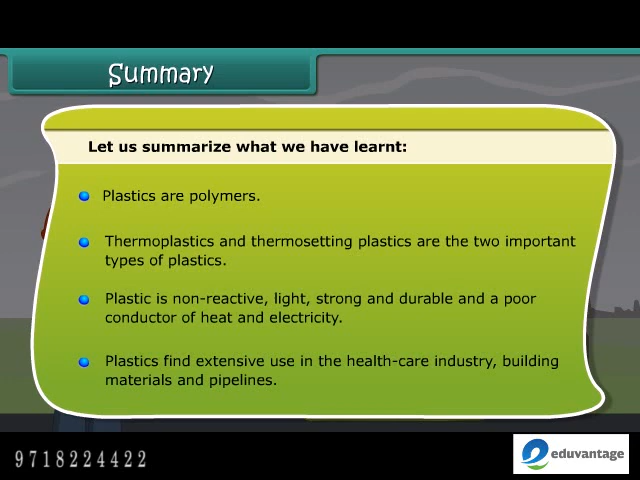 Summary
Let us summarize what we have learnt:
Plastics are polymers.
Thermoplastics and thermosetting plastics are the two important
types of plastics.
Plastic is non-reactive, light, strong and durable and a poor
conductor of heat and electricity.
Plastics find extensive use in the health-care industry, building
materials and pipelines.
9718224422
eduvantage